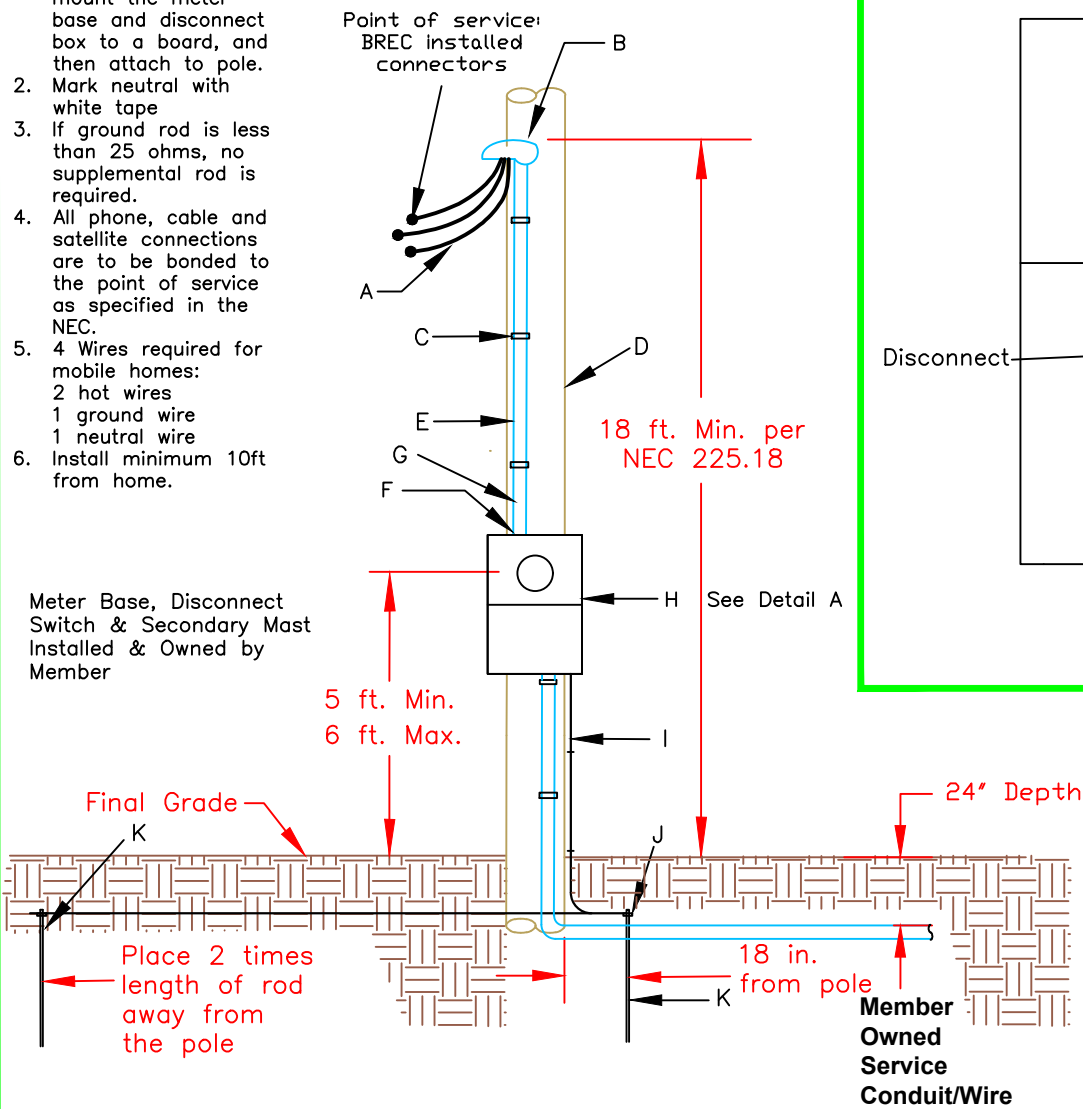 mount the meter
base and disconnect
box to a board, and
then attach to pole.
2. Mark neutral with
white tape
3. If ground rod is less
than 25 ohms, no
supplemental rod is
required.
4. All phone, cable and
satellite connections
are to be bonded to
the point of service
as specified in the
NEC.
5. 4 Wires required for
mobile homes:
2 hot wires
1 ground wire
1 neutral wire
6. Install minimum 10ft
from home.
Point of service:
BREC installed
connectors
B
A
C
D
E
G
F
18 ft. Min. per
NEC 225.18
Disconnect
H
See Detail A
Meter Base, Disconnect
Switch & Secondary Mast
Installed & Owned by
Member
5 ft. Min.
6 ft. Max.
I
Final Grade
K
J
24" Depth
Place 2 times
length of rod
away from
the pole
18 in.
from pole
K
Member
Owned
Service
Conduit/Wire